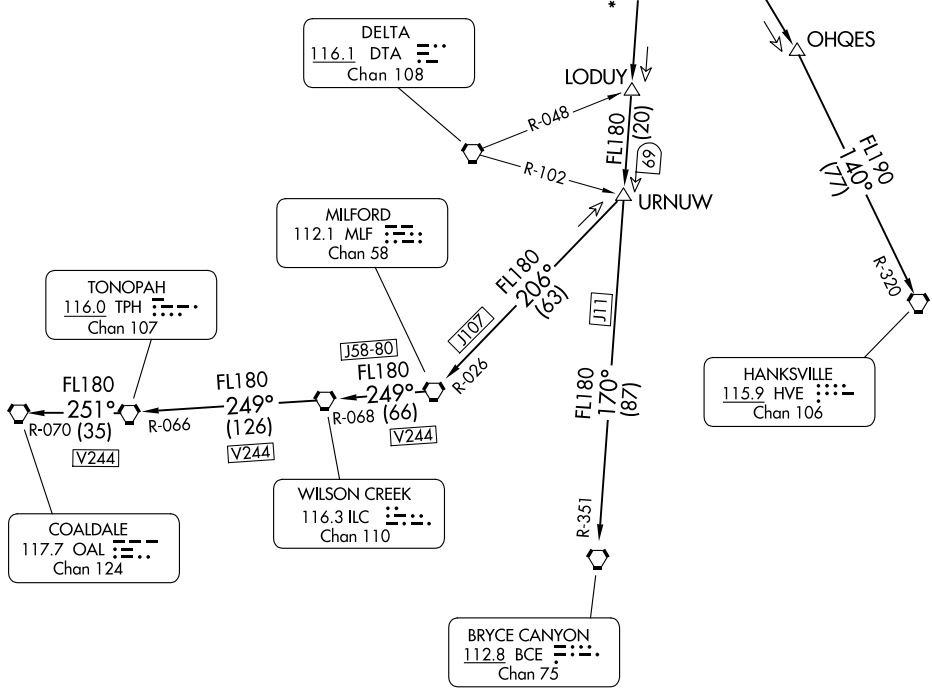 *
DELTA
116.1 DTA
Chan 108
OHQES
LODUY
R-048
FL180
(20)
69
R-102
URNUW
FL190
140°
(77)
R-320
MILFORD
112.1 MLF
Chan 58
FL180
206°
(63)
J107
R-026
J11
FL180
170°
(87)
R-351
TONOPAH
116.0 TPH
Chan 107
J58-80
FL180
249°
(66)
R-068
V244
FL180
249°
(126)
R-066
V244
FL180
251°
R-070 (35)
V244
HANKSVILLE
115.9 HVE
Chan 106
WILSON CREEK
116.3 ILC
Chan 110
COALDALE
117.7 OAL
Chan 124
BRYCE CANYON
112.8 BCE
Chan 75